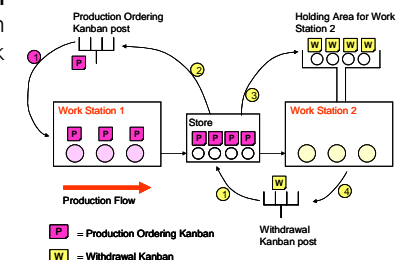 n
k
Production Ordering
Kanban post
Holding Area for Work
Station 2
W W W W
1
P
2
3
Work Station 1
P P P
Store
P P P P
Work Station 2
Production Flow
1
W
4
Withdrawal
Kanban post
P = Production Ordering Kanban
W = Withdrawal Kanban